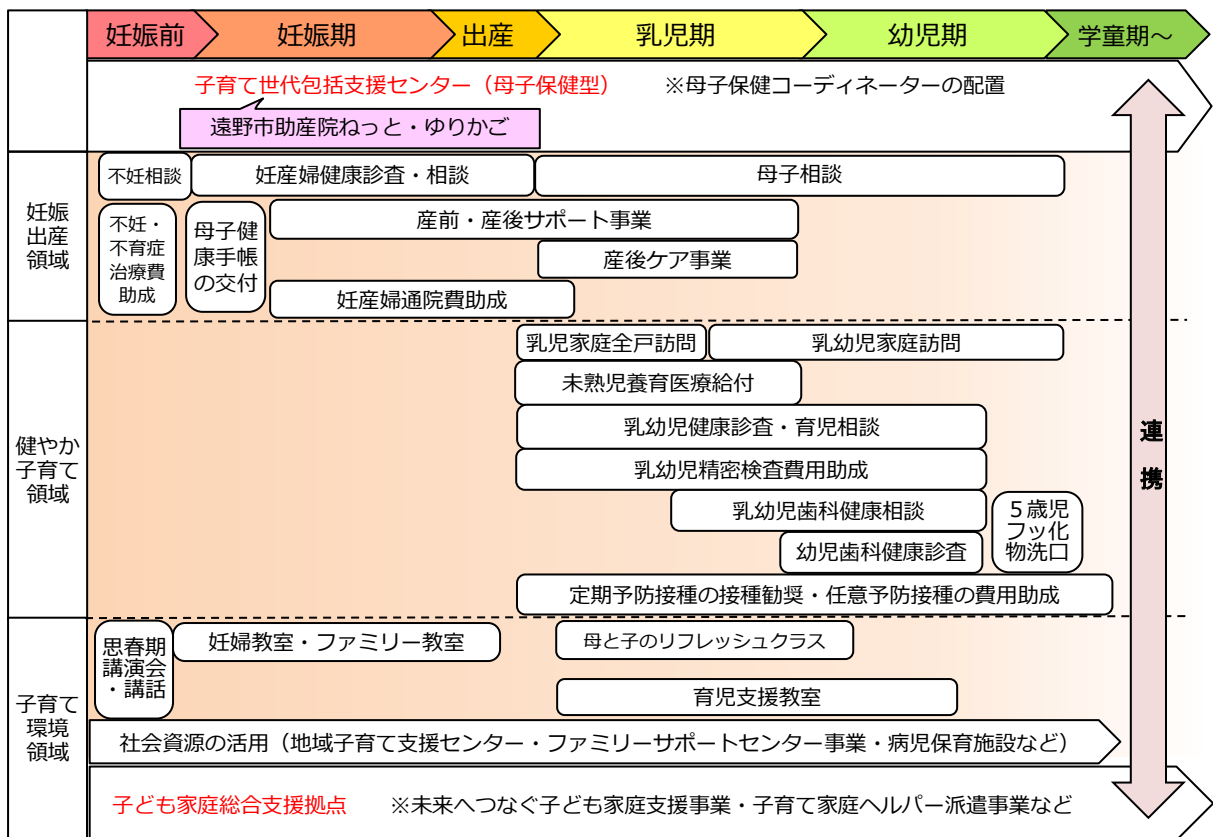 妊娠前
妊娠期
出産
乳児期
幼児期
学童期～
子育て世代包括支援センター（母子保健型）
※母子保健コーディネーターの配置
遠野市助産院ねっと・ゆりかご
妊娠
出産
領域
不妊相談
妊産婦健康診査・相談
母子相談
不妊・
不育症
治療費
助成
母子健
康手帳
の交付
産前・産後サポート事業
産後ケア事業
妊産婦通院費助成
健やか
子育て
領域
乳児家庭全戸訪問
乳幼児家庭訪問
未熟児養育医療給付
乳幼児健康診査・育児相談
乳幼児精密検査費用助成
乳幼児歯科健康相談
幼児歯科健康診査
５歳児
フッ化
物洗口
定期予防接種の接種勧奨・任意予防接種の費用助成
子育て
環境
領域
思春期
講演会
・講話
妊婦教室・ファミリー教室
母と子のリフレッシュクラス
育児支援教室
社会資源の活用（地域子育て支援センター・ファミリーサポートセンター事業・病児保育施設など）
子ども家庭総合支援拠点
※未来へつなぐ子ども家庭支援事業・子育て家庭ヘルパー派遣事業など
連
携